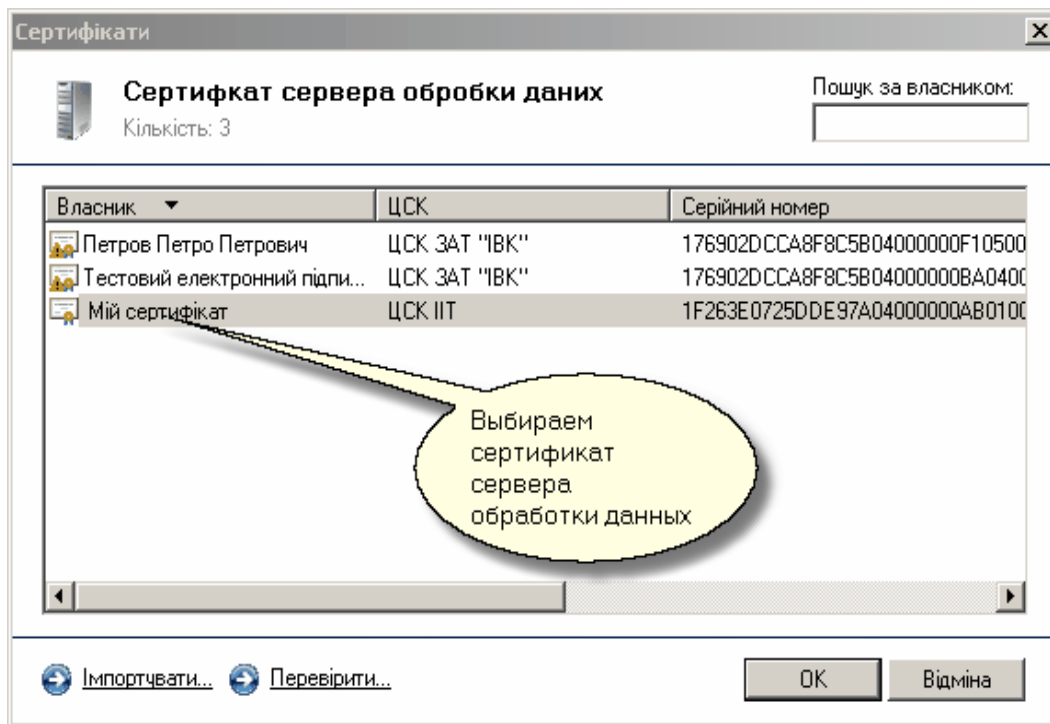 Сертифікати
Сертифкат сервера обробки даних
Кількість: 3
Пошук за власником:
Власник ЦСК Серійний номер
Петров Петро Петрович ЦСК ЗАТ "ІВК" 176902DCCA8F8C5B04000000F10500
Тестовий електронний підпи... ЦСК ЗАТ "ІВК" 176902DCCA8F8C5B04000000BA0400
Мій сертифікат ЦСК ІІТ 1F263E0725DDE97A04000000AB0100
Выбираем
сертификат
сервера
обработки данных
Імпортувати... Перевірити... OK Відміна